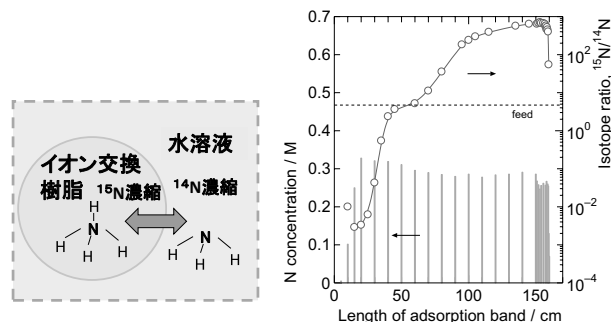 水溶液
イオン交換
樹脂
15N濃縮
14N濃縮
H
N
H
H
H
N
H
H
H
0.7
0.6
0.5
0.4
0.3
0.2
0.1
0
N concentration / M
feed
10²
10⁰
10⁻²
10⁻⁴
Isotope ratio, ¹⁵N/¹⁴N
0
50
100
150
Length of adsorption band / cm